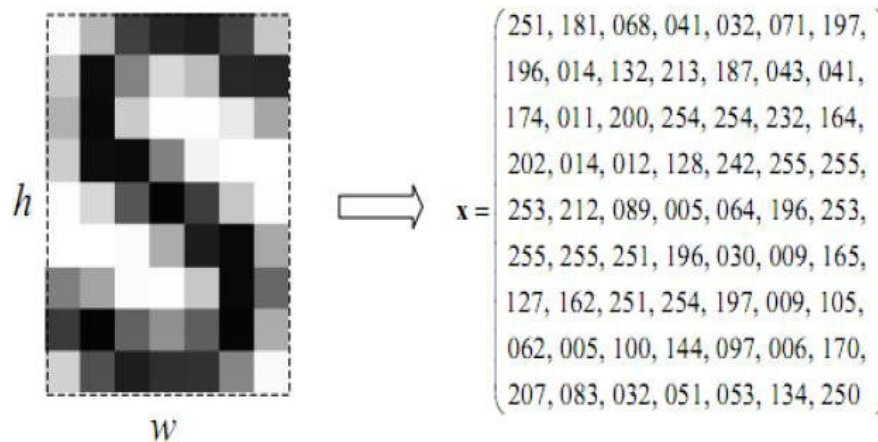 251, 181, 068, 041, 032, 071, 197,
196, 014, 132, 213, 187, 043, 041,
174, 011, 200, 254, 254, 232, 164,
202, 014, 012, 128, 242, 255, 255,
h
x = 253, 212, 089, 005, 064, 196, 253,
255, 255, 251, 196, 030, 009, 165,
127, 162, 251, 254, 197, 009, 105,
062, 005, 100, 144, 097, 006, 170,
207, 083, 032, 051, 053, 134, 250
w